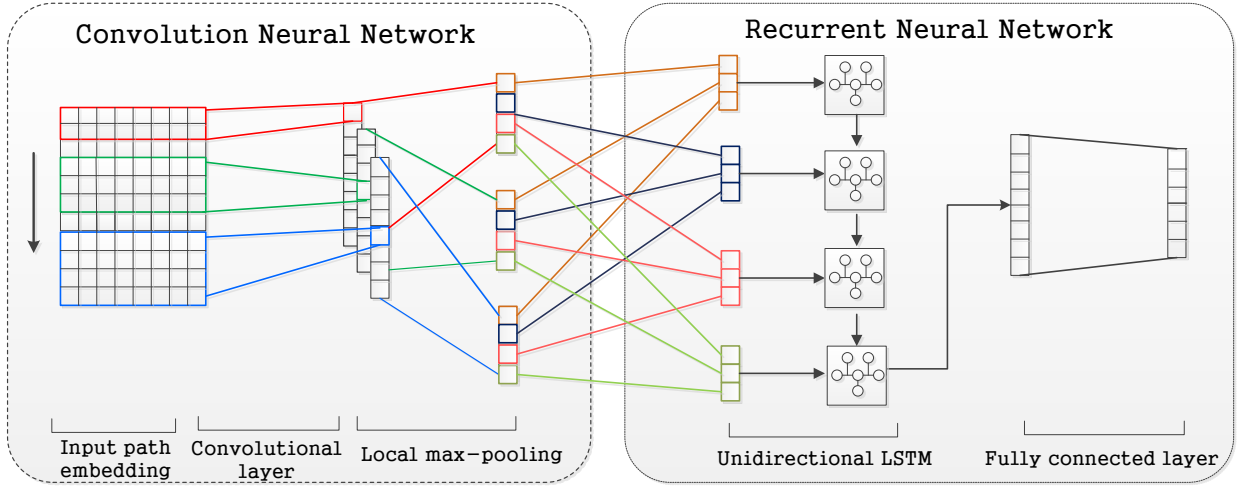 Convolution Neural Network
Recurrent Neural Network
Input path
embedding
Convolutional
layer
Local max-pooling
Unidirectional LSTM
Fully connected layer